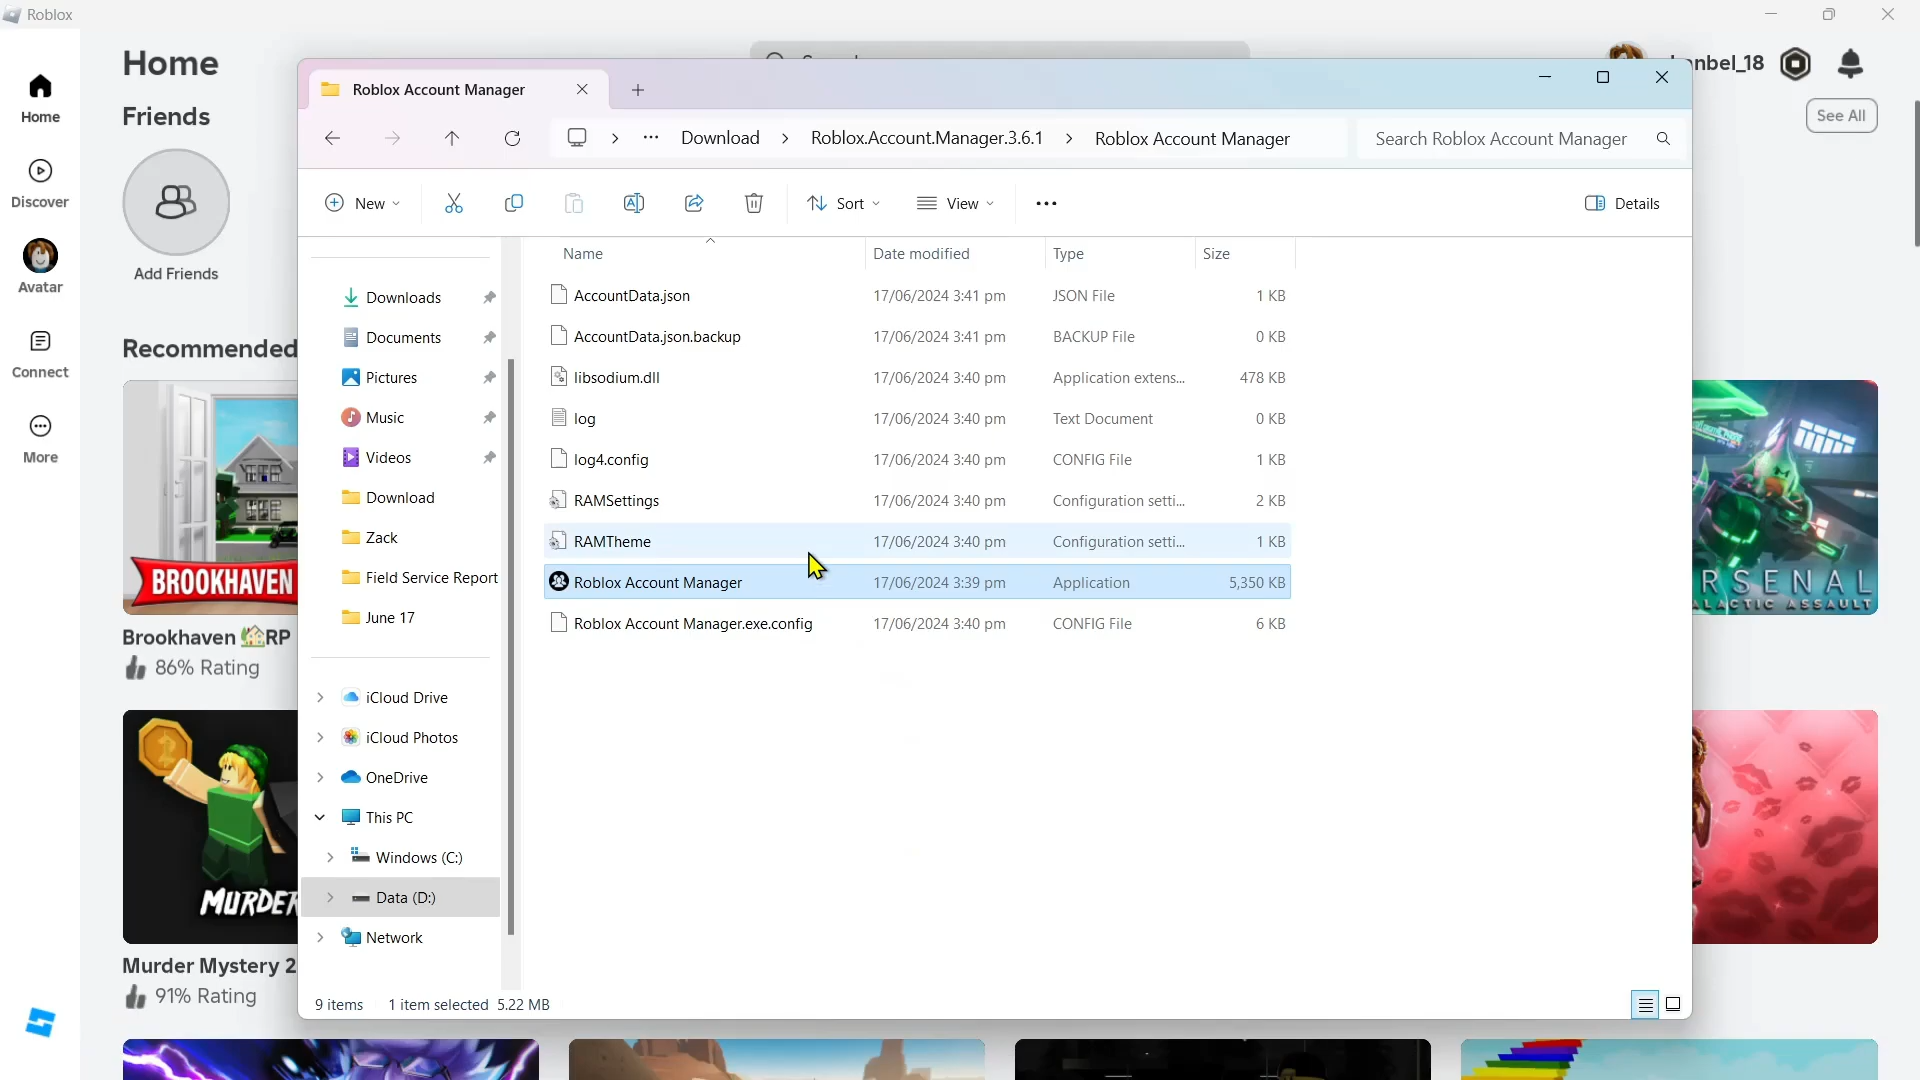 Roblox
Home
Friends
Add Friends
nbel_18
See All
Home
Discover
Avatar
Connect
More
Recommended
BROOKHAVEN
Brookhaven 🏡RP
86% Rating
MURDER
Murder Mystery 2
91% Rating
RSENAL
ALACTIC ASSAULT
Roblox Account Manager
Download > Roblox.Account.Manager.3.6.1 > Roblox Account Manager
Search Roblox Account Manager
New
Sort
View
Details
Downloads
Documents
Pictures
Music
Videos
Download
Zack
Field Service Report
June 17
iCloud Drive
iCloud Photos
OneDrive
This PC
Windows (C:)
Data (D:)
Network
Name Date modified Type Size
AccountData.json 17/06/2024 3:41 pm JSON File 1 KB
AccountData.json.backup 17/06/2024 3:41 pm BACKUP File 0 KB
libsodium.dll 17/06/2024 3:40 pm Application extens... 478 KB
log 17/06/2024 3:40 pm Text Document 0 KB
log4.config 17/06/2024 3:40 pm CONFIG File 1 KB
RAMSettings 17/06/2024 3:40 pm Configuration setti... 2 KB
RAMTheme 17/06/2024 3:40 pm Configuration setti... 1 KB
Roblox Account Manager 17/06/2024 3:39 pm Application 5,350 KB
Roblox Account Manager.exe.config 17/06/2024 3:40 pm CONFIG File 6 KB
9 items 1 item selected 5.22 MB